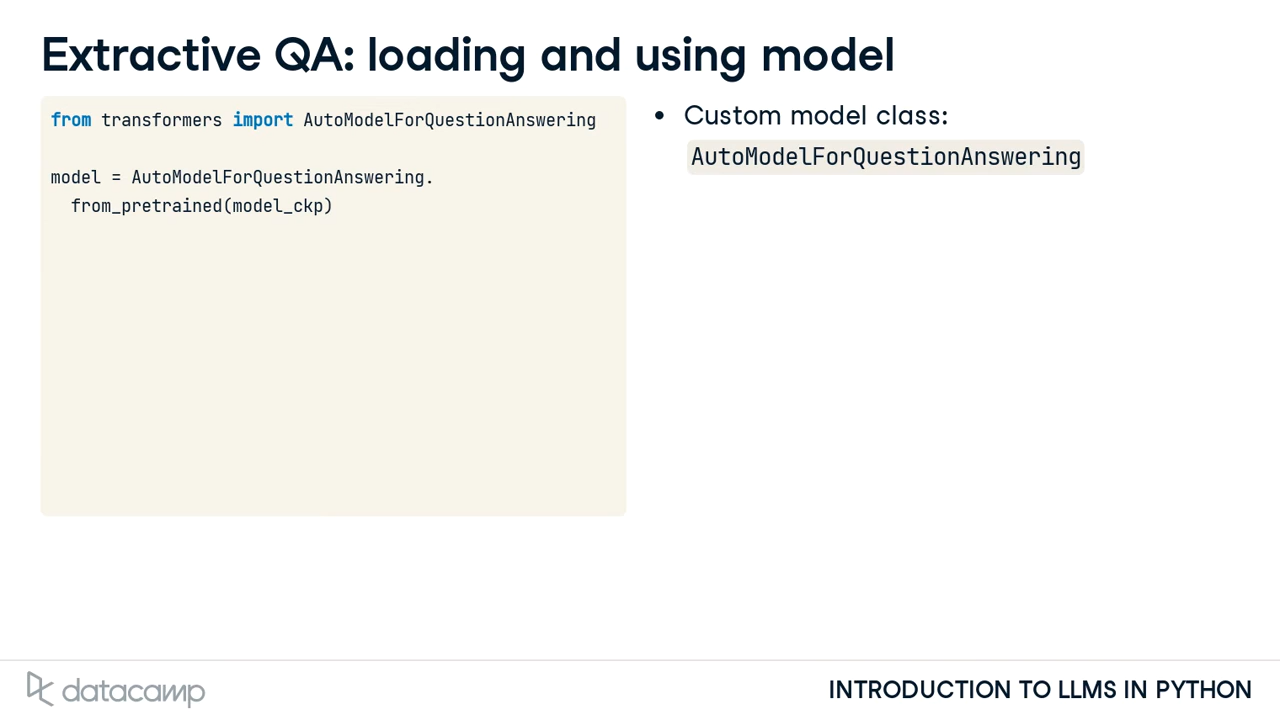 Extractive QA: loading and using model
from transformers import AutoModelForQuestionAnswering
model = AutoModelForQuestionAnswering.
  from_pretrained(model_ckp)
• Custom model class:
AutoModelForQuestionAnswering
datacamp
INTRODUCTION TO LLMS IN PYTHON